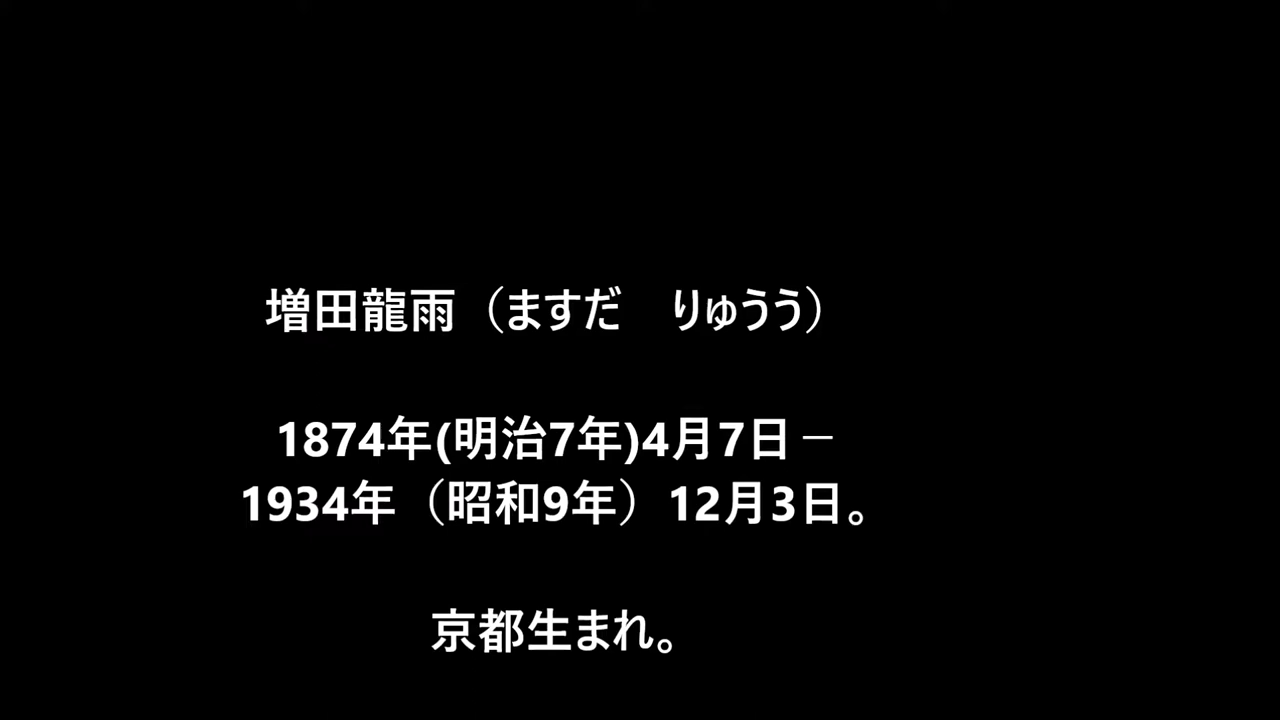 増田龍雨（ますだ　りゅうう）
1874年(明治7年)4月7日－
1934年（昭和9年）12月3日。
京都生まれ。